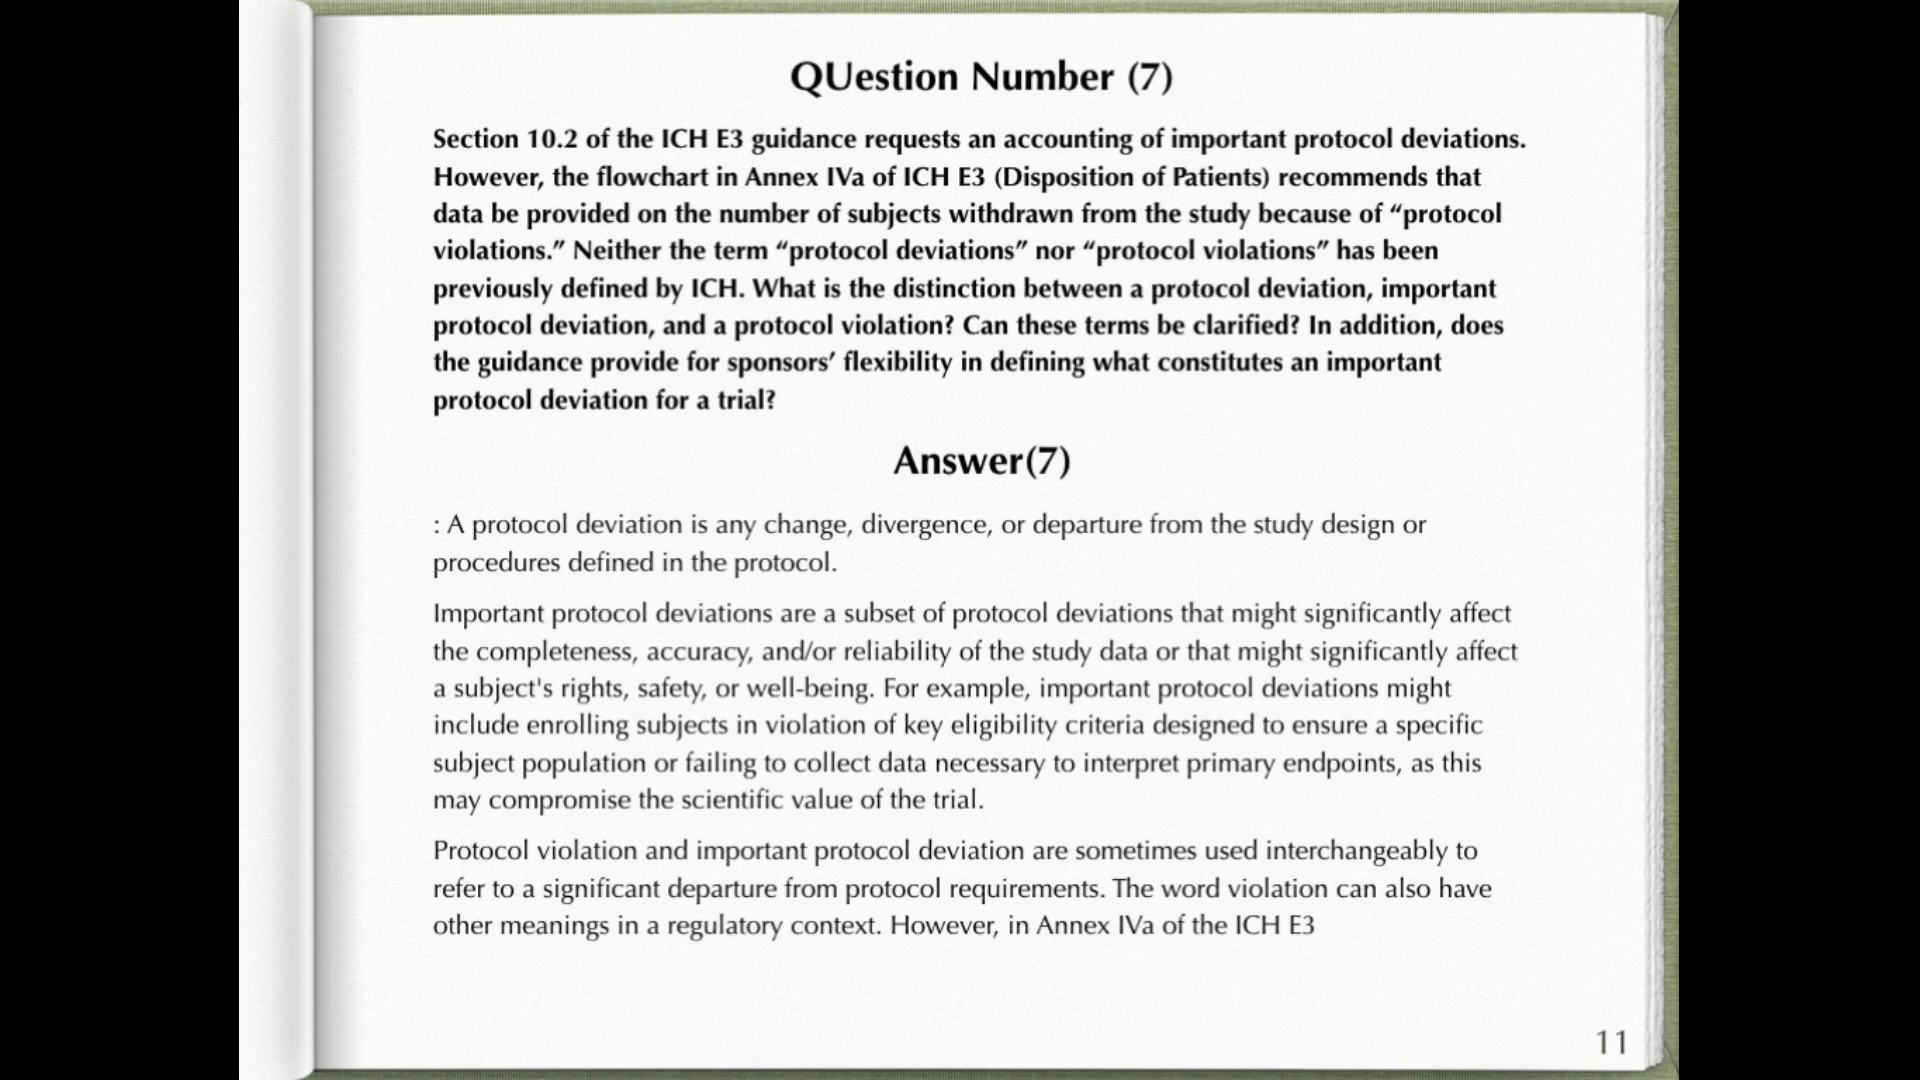 QUestion Number (7)
Section 10.2 of the ICH E3 guidance requests an accounting of important protocol deviations.
However, the flowchart in Annex IVa of ICH E3 (Disposition of Patients) recommends that
data be provided on the number of subjects withdrawn from the study because of “protocol
violations.” Neither the term “protocol deviations” nor “protocol violations” has been
previously defined by ICH. What is the distinction between a protocol deviation, important
protocol deviation, and a protocol violation? Can these terms be clarified? In addition, does
the guidance provide for sponsors’ flexibility in defining what constitutes an important
protocol deviation for a trial?
Answer(7)
: A protocol deviation is any change, divergence, or departure from the study design or
procedures defined in the protocol.
Important protocol deviations are a subset of protocol deviations that might significantly affect
the completeness, accuracy, and/or reliability of the study data or that might significantly affect
a subject's rights, safety, or well-being. For example, important protocol deviations might
include enrolling subjects in violation of key eligibility criteria designed to ensure a specific
subject population or failing to collect data necessary to interpret primary endpoints, as this
may compromise the scientific value of the trial.
Protocol violation and important protocol deviation are sometimes used interchangeably to
refer to a significant departure from protocol requirements. The word violation can also have
other meanings in a regulatory context. However, in Annex IVa of the ICH E3
11